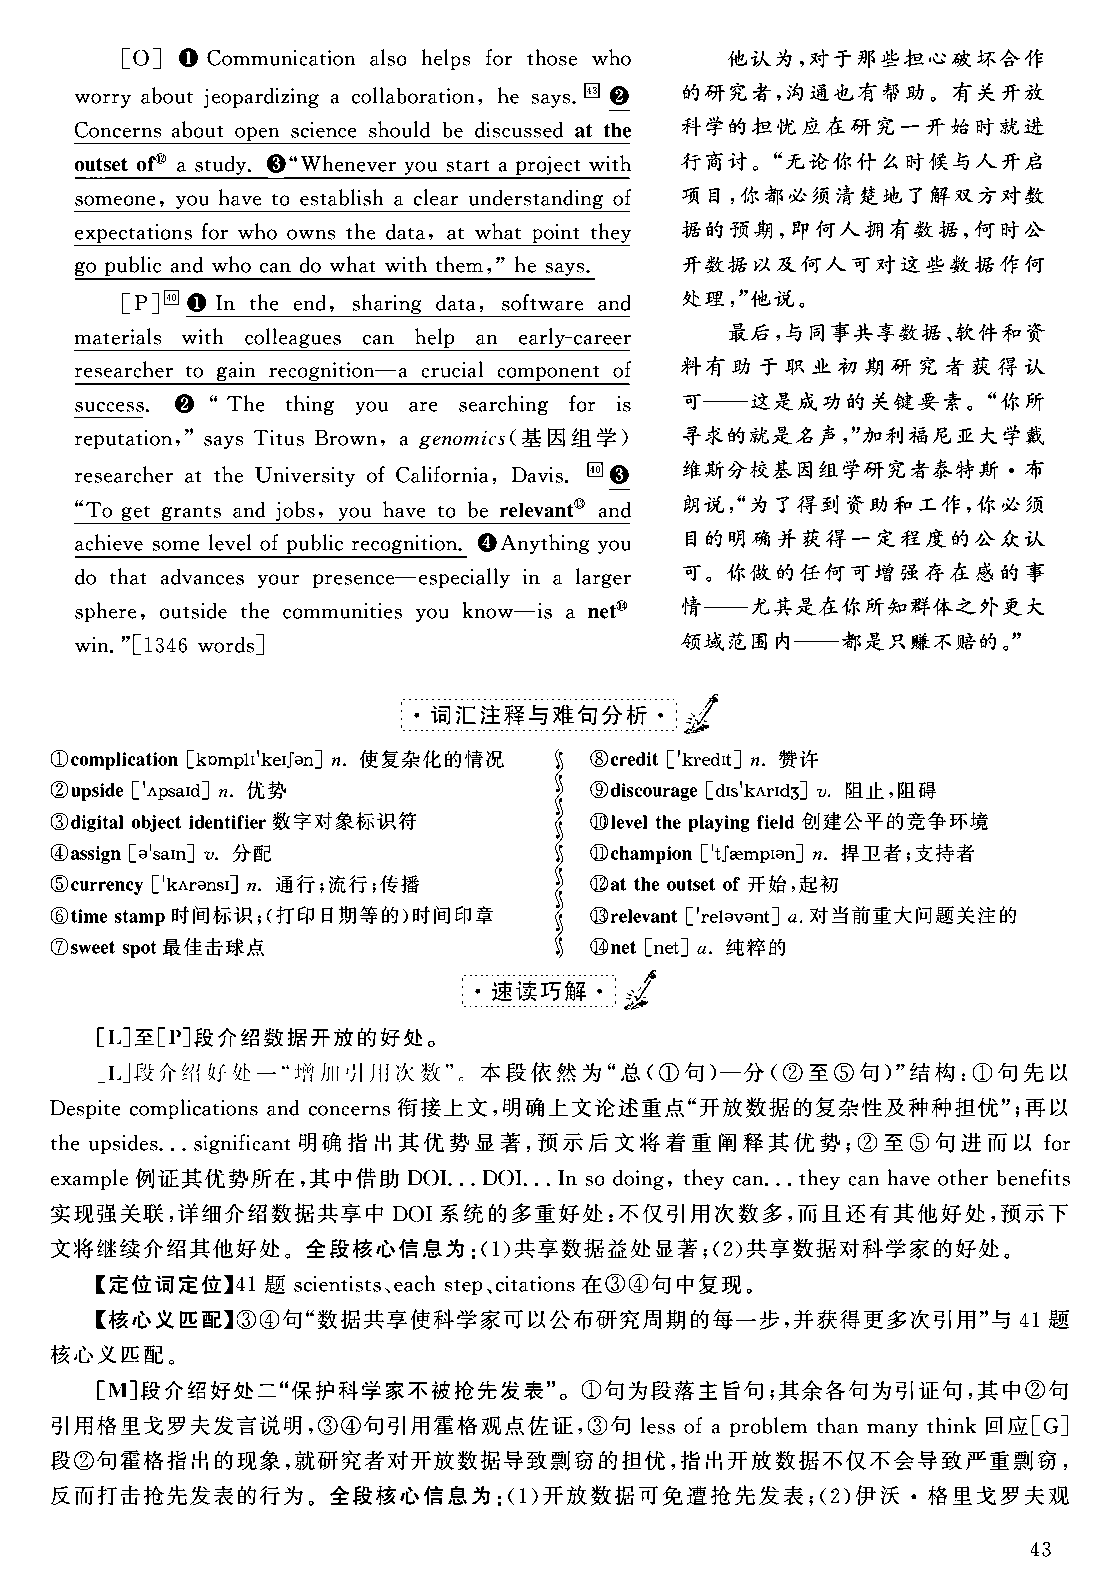 [O] ❶ Communication also helps for those who
worry about jeopardizing a collaboration, he says. 43 ❷
Concerns about open science should be discussed at the
outset of⑫ a study. ❸“Whenever you start a project with
someone, you have to establish a clear understanding of
expectations for who owns the data, at what point they
go public and who can do what with them,” he says.
[P]40 ❶ In the end, sharing data, software and
materials with colleagues can help an early-career
researcher to gain recognition—a crucial component of
success. ❷ “The thing you are searching for is
reputation,” says Titus Brown, a genomics(基因组学)
researcher at the University of California, Davis. 40 ❸
“To get grants and jobs, you have to be relevant⑬ and
achieve some level of public recognition. ❹Anything you
do that advances your presence—especially in a larger
sphere, outside the communities you know—is a net⑭
win.”[1346 words]
他认为,对于那些担心破坏合作
的研究者,沟通也有帮助。有关开放
科学的担忧应在研究一开始时就进
行商讨。“无论你什么时候与人开启
项目,你都必须清楚地了解双方对数
据的预期,即何人拥有数据,何时公
开数据以及何人可对这些数据作何
处理,”他说。
最后,与同事共享数据、软件和资
料有助于职业初期研究者获得认
可——这是成功的关键要素。“你所
寻求的就是名声,”加利福尼亚大学戴
维斯分校基因组学研究者泰特斯·布
朗说,“为了得到资助和工作,你必须
目的明确并获得一定程度的公众认
可。你做的任何可增强存在感的事
情——尤其是在你所知群体之外更大
领域范围内——都是只赚不赔的。”
·词汇注释与难句分析·
①complication [kɒmplɪˈkeɪʃən] n. 使复杂化的情况
②upside [ˈʌpsaɪd] n. 优势
③digital object identifier 数字对象标识符
④assign [əˈsaɪn] v. 分配
⑤currency [ˈkʌrənsɪ] n. 通行;流行;传播
⑥time stamp 时间标识;(打印日期等的)时间印章
⑦sweet spot 最佳击球点
⑧credit [ˈkredɪt] n. 赞许
⑨discourage [dɪsˈkʌrɪdʒ] v. 阻止,阻碍
⑩level the playing field 创建公平的竞争环境
⑪champion [ˈtʃæmpɪən] n. 捍卫者;支持者
⑫at the outset of 开始,起初
⑬relevant [ˈreləvənt] a. 对当前重大问题关注的
⑭net [net] a. 纯粹的
·速读巧解·
[L]至[P]段介绍数据开放的好处。
[L]段介绍好处一“增加引用次数”。本段依然为“总(①句)—分(②至⑤句)”结构:①句先以
Despite complications and concerns 衔接上文,明确上文论述重点“开放数据的复杂性及种种担忧”;再以
the upsides... significant 明确指出其优势显著,预示后文将着重阐释其优势;②至⑤句进而以 for
example 例证其优势所在,其中借助 DOI... DOI... In so doing, they can... they can have other benefits
实现强关联,详细介绍数据共享中 DOI 系统的多重好处:不仅引用次数多,而且还有其他好处,预示下
文将继续介绍其他好处。全段核心信息为:(1)共享数据益处显著;(2)共享数据对科学家的好处。
【定位词定位】41 题 scientists、each step、citations 在③④句中复现。
【核心义匹配】③④句“数据共享使科学家可以公布研究周期的每一步,并获得更多次引用”与 41 题
核心义匹配。
[M]段介绍好处二“保护科学家不被抢先发表”。①句为段落主旨句;其余各句为引证句,其中②句
引用格里戈罗夫发言说明,③④句引用霍格观点佐证,③句 less of a problem than many think 回应[G]
段②句霍格指出的现象,就研究者对开放数据导致剽窃的担忧,指出开放数据不仅不会导致严重剽窃,
反而打击抢先发表的行为。全段核心信息为:(1)开放数据可免遭抢先发表;(2)伊沃·格里戈罗夫观
43